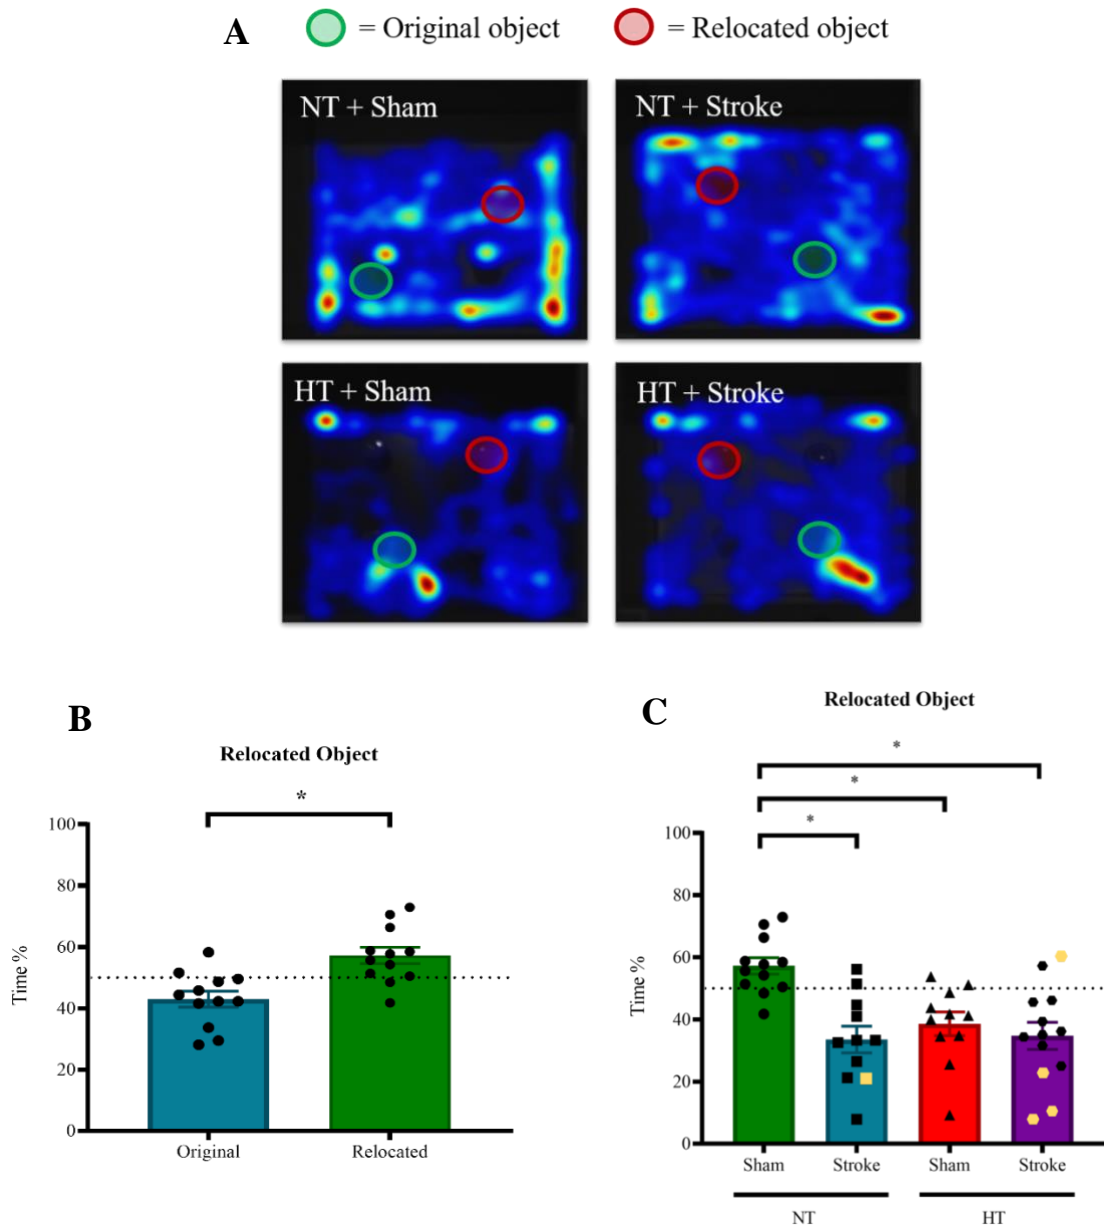 A
= Original object
= Relocated object
NT + Sham
NT + Stroke
HT + Sham
HT + Stroke
B
Relocated Object
*
Time %
100
80
60
40
20
0
Original
Relocated
C
Relocated Object
*
*
*
Time %
100
80
60
40
20
0
Sham
Stroke
Sham
Stroke
NT
HT